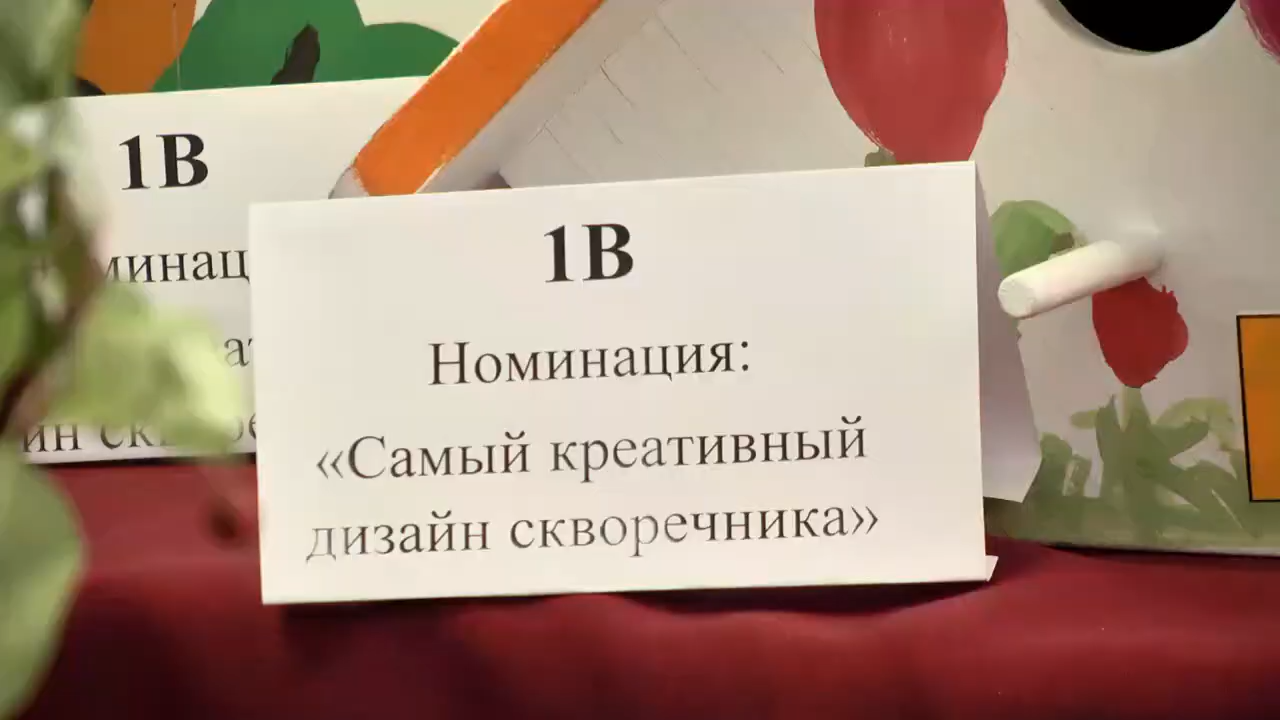 1В
Номинация:
«Самый креативный
дизайн скворечника»
1В